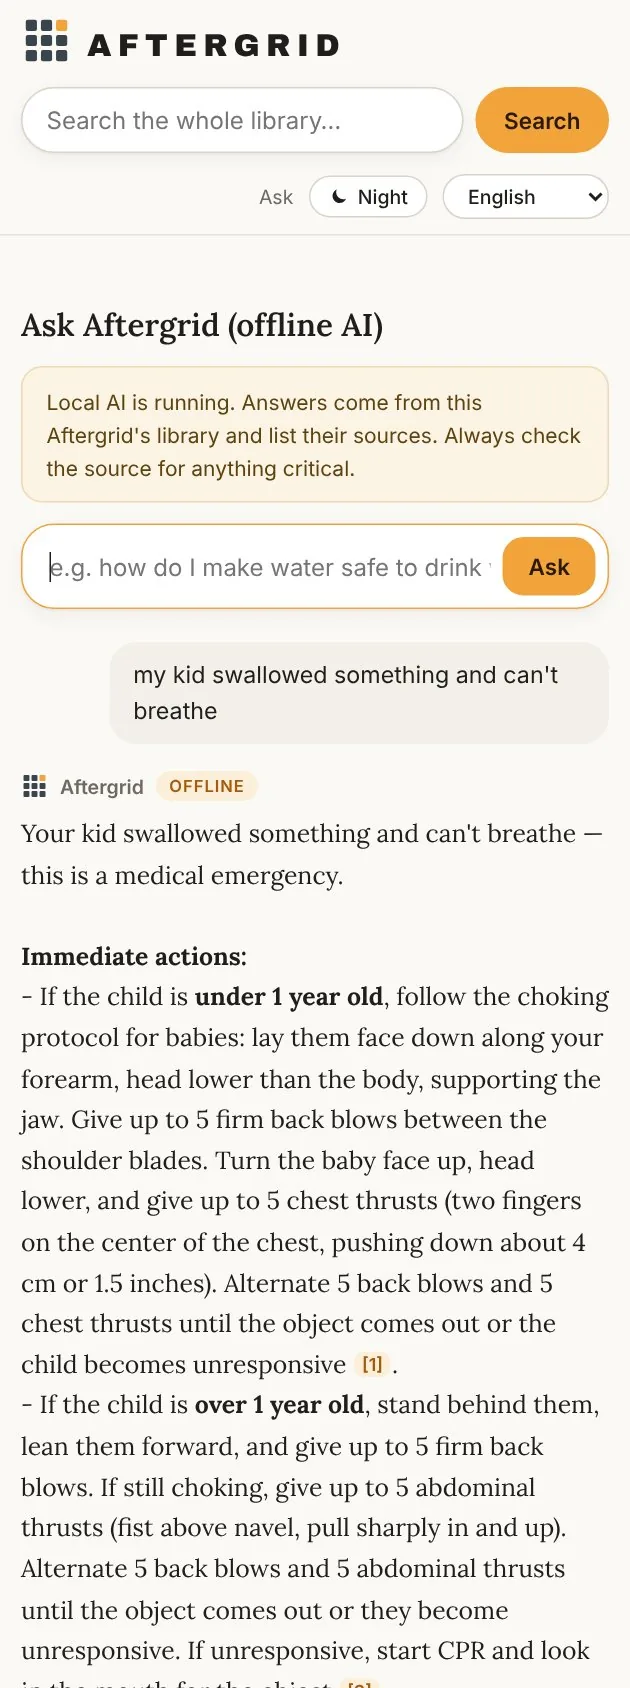 AFTERGRID
Search the whole library...
Search
Ask
Night
English
Ask Aftergrid (offline AI)
Local AI is running. Answers come from this
Aftergrid's library and list their sources. Always check
the source for anything critical.
e.g. how do I make water safe to drink
Ask
my kid swallowed something and can't
breathe
Aftergrid OFFLINE
Your kid swallowed something and can't breathe —
this is a medical emergency.
Immediate actions:
- If the child is under 1 year old, follow the choking
protocol for babies: lay them face down along your
forearm, head lower than the body, supporting the
jaw. Give up to 5 firm back blows between the
shoulder blades. Turn the baby face up, head
lower, and give up to 5 chest thrusts (two fingers
on the center of the chest, pushing down about 4
cm or 1.5 inches). Alternate 5 back blows and 5
chest thrusts until the object comes out or the
child becomes unresponsive [1].
- If the child is over 1 year old, stand behind them,
lean them forward, and give up to 5 firm back
blows. If still choking, give up to 5 abdominal
thrusts (fist above navel, pull sharply in and up).
Alternate 5 back blows and 5 abdominal thrusts
until the object comes out or they become
unresponsive. If unresponsive, start CPR and look
in the mouth for the object